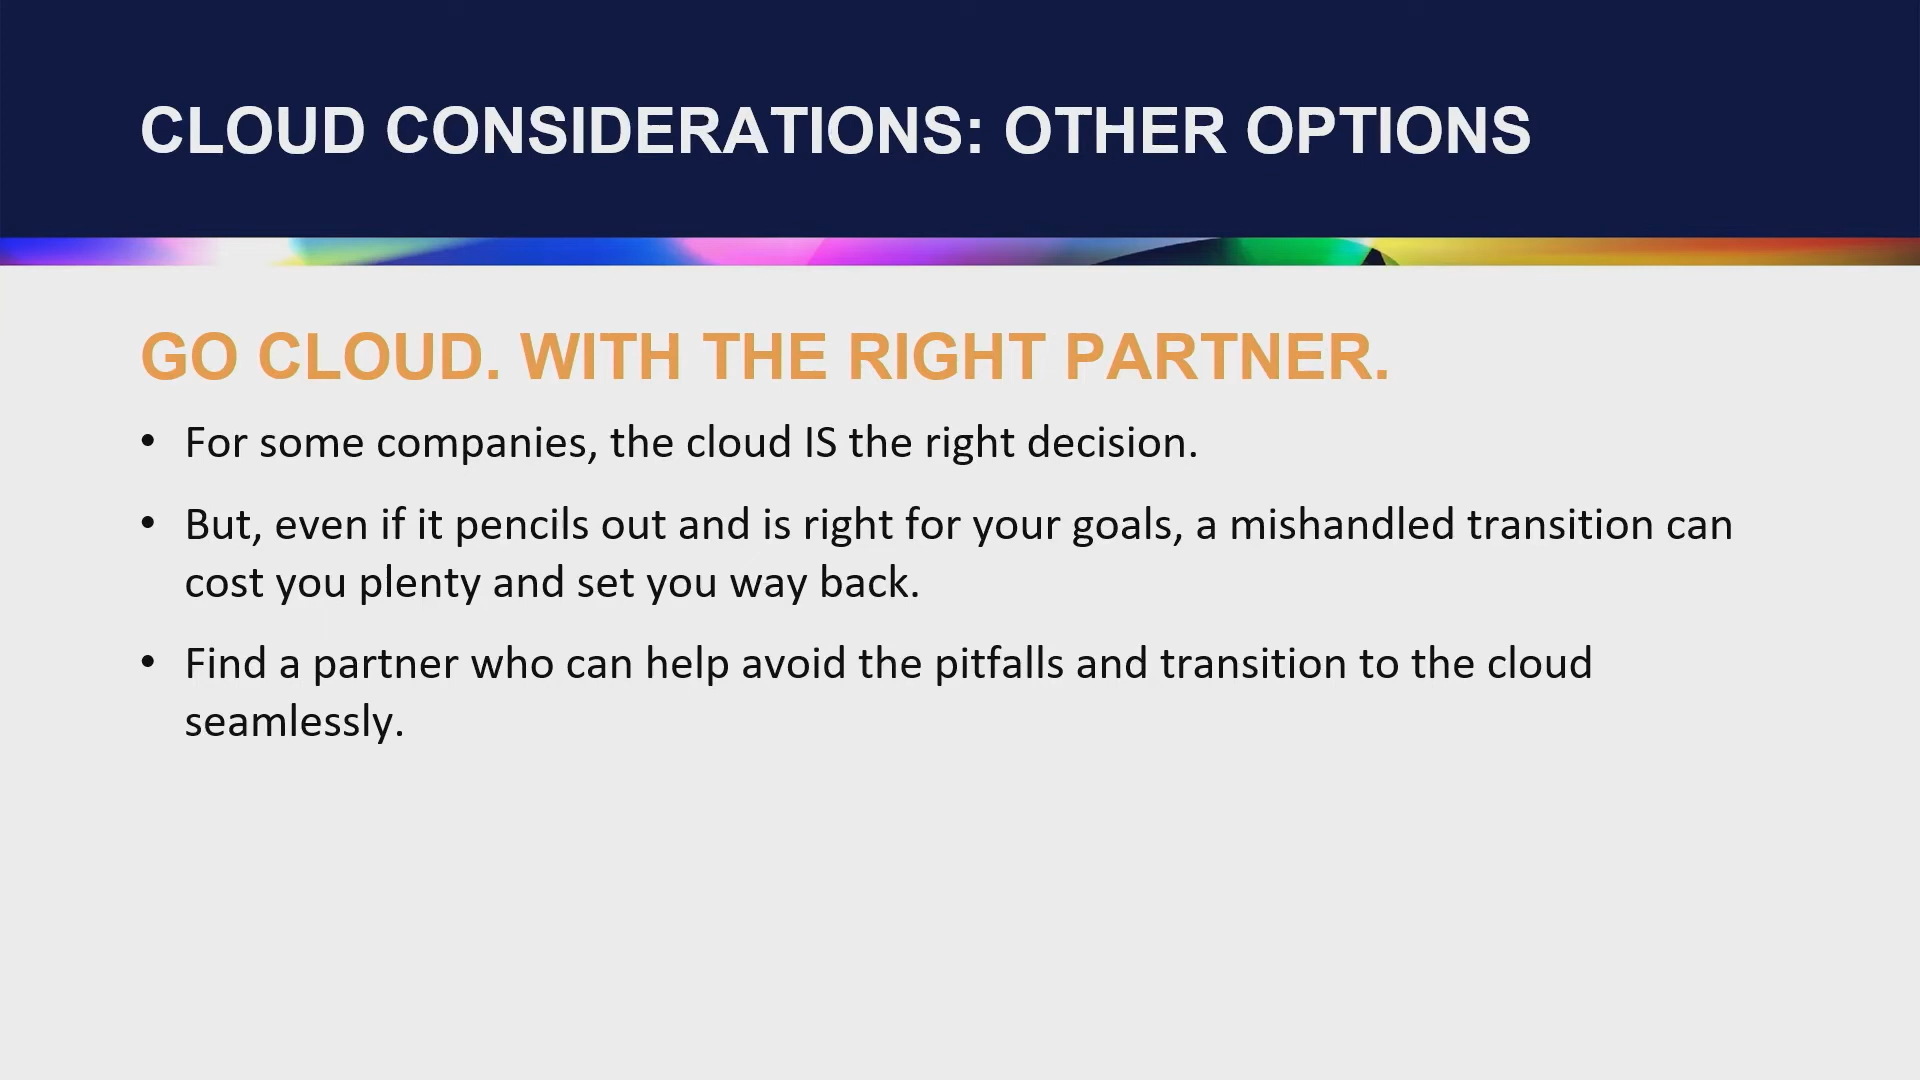 CLOUD CONSIDERATIONS: OTHER OPTIONS
GO CLOUD. WITH THE RIGHT PARTNER.
• For some companies, the cloud IS the right decision.
• But, even if it pencils out and is right for your goals, a mishandled transition can
cost you plenty and set you way back.
• Find a partner who can help avoid the pitfalls and transition to the cloud
seamlessly.